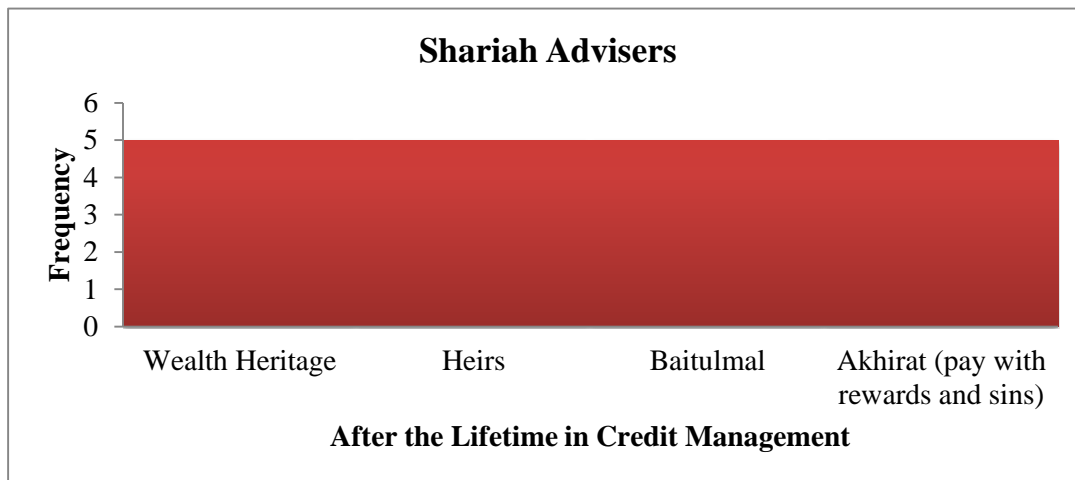 Shariah Advisers
Frequency
6
5
4
3
2
1
0
Wealth Heritage Heirs Baitulmal Akhirat (pay with
rewards and sins)
After the Lifetime in Credit Management